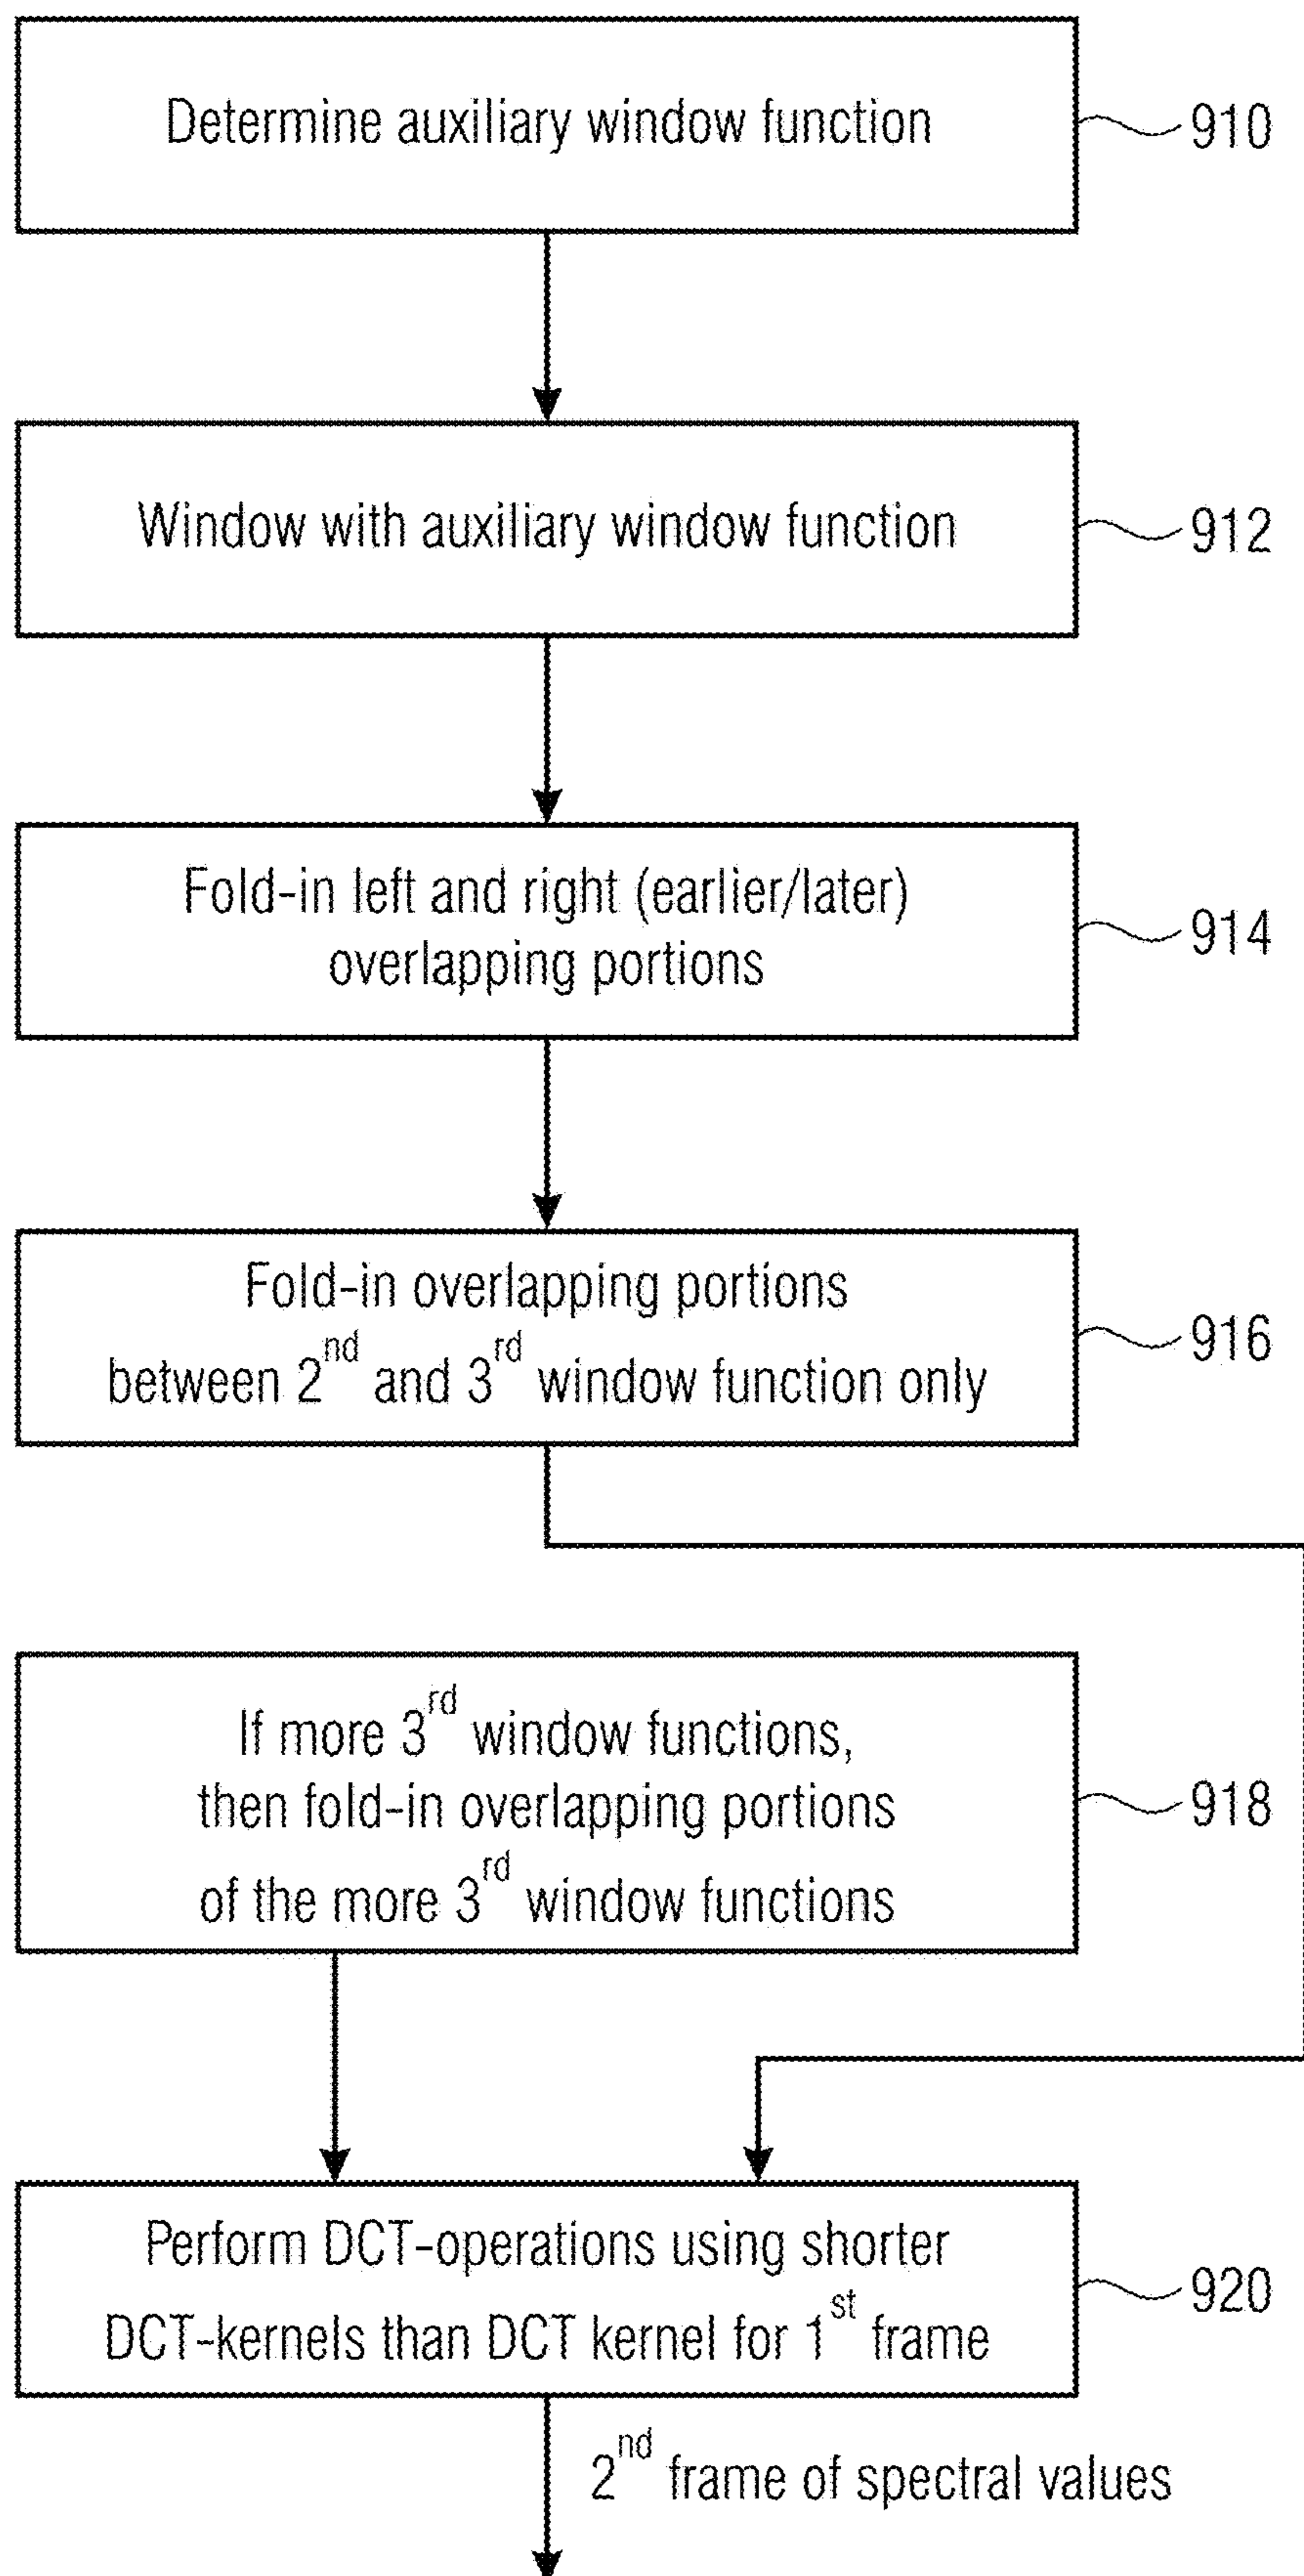 Determine auxiliary window function
910
Window with auxiliary window function
912
Fold-in left and right (earlier/later)
overlapping portions
914
Fold-in overlapping portions
between 2nd and 3rd window function only
916
If more 3rd window functions,
then fold-in overlapping portions
of the more 3rd window functions
918
Perform DCT-operations using shorter
DCT-kernels than DCT kernel for 1st frame
920
2nd frame of spectral values